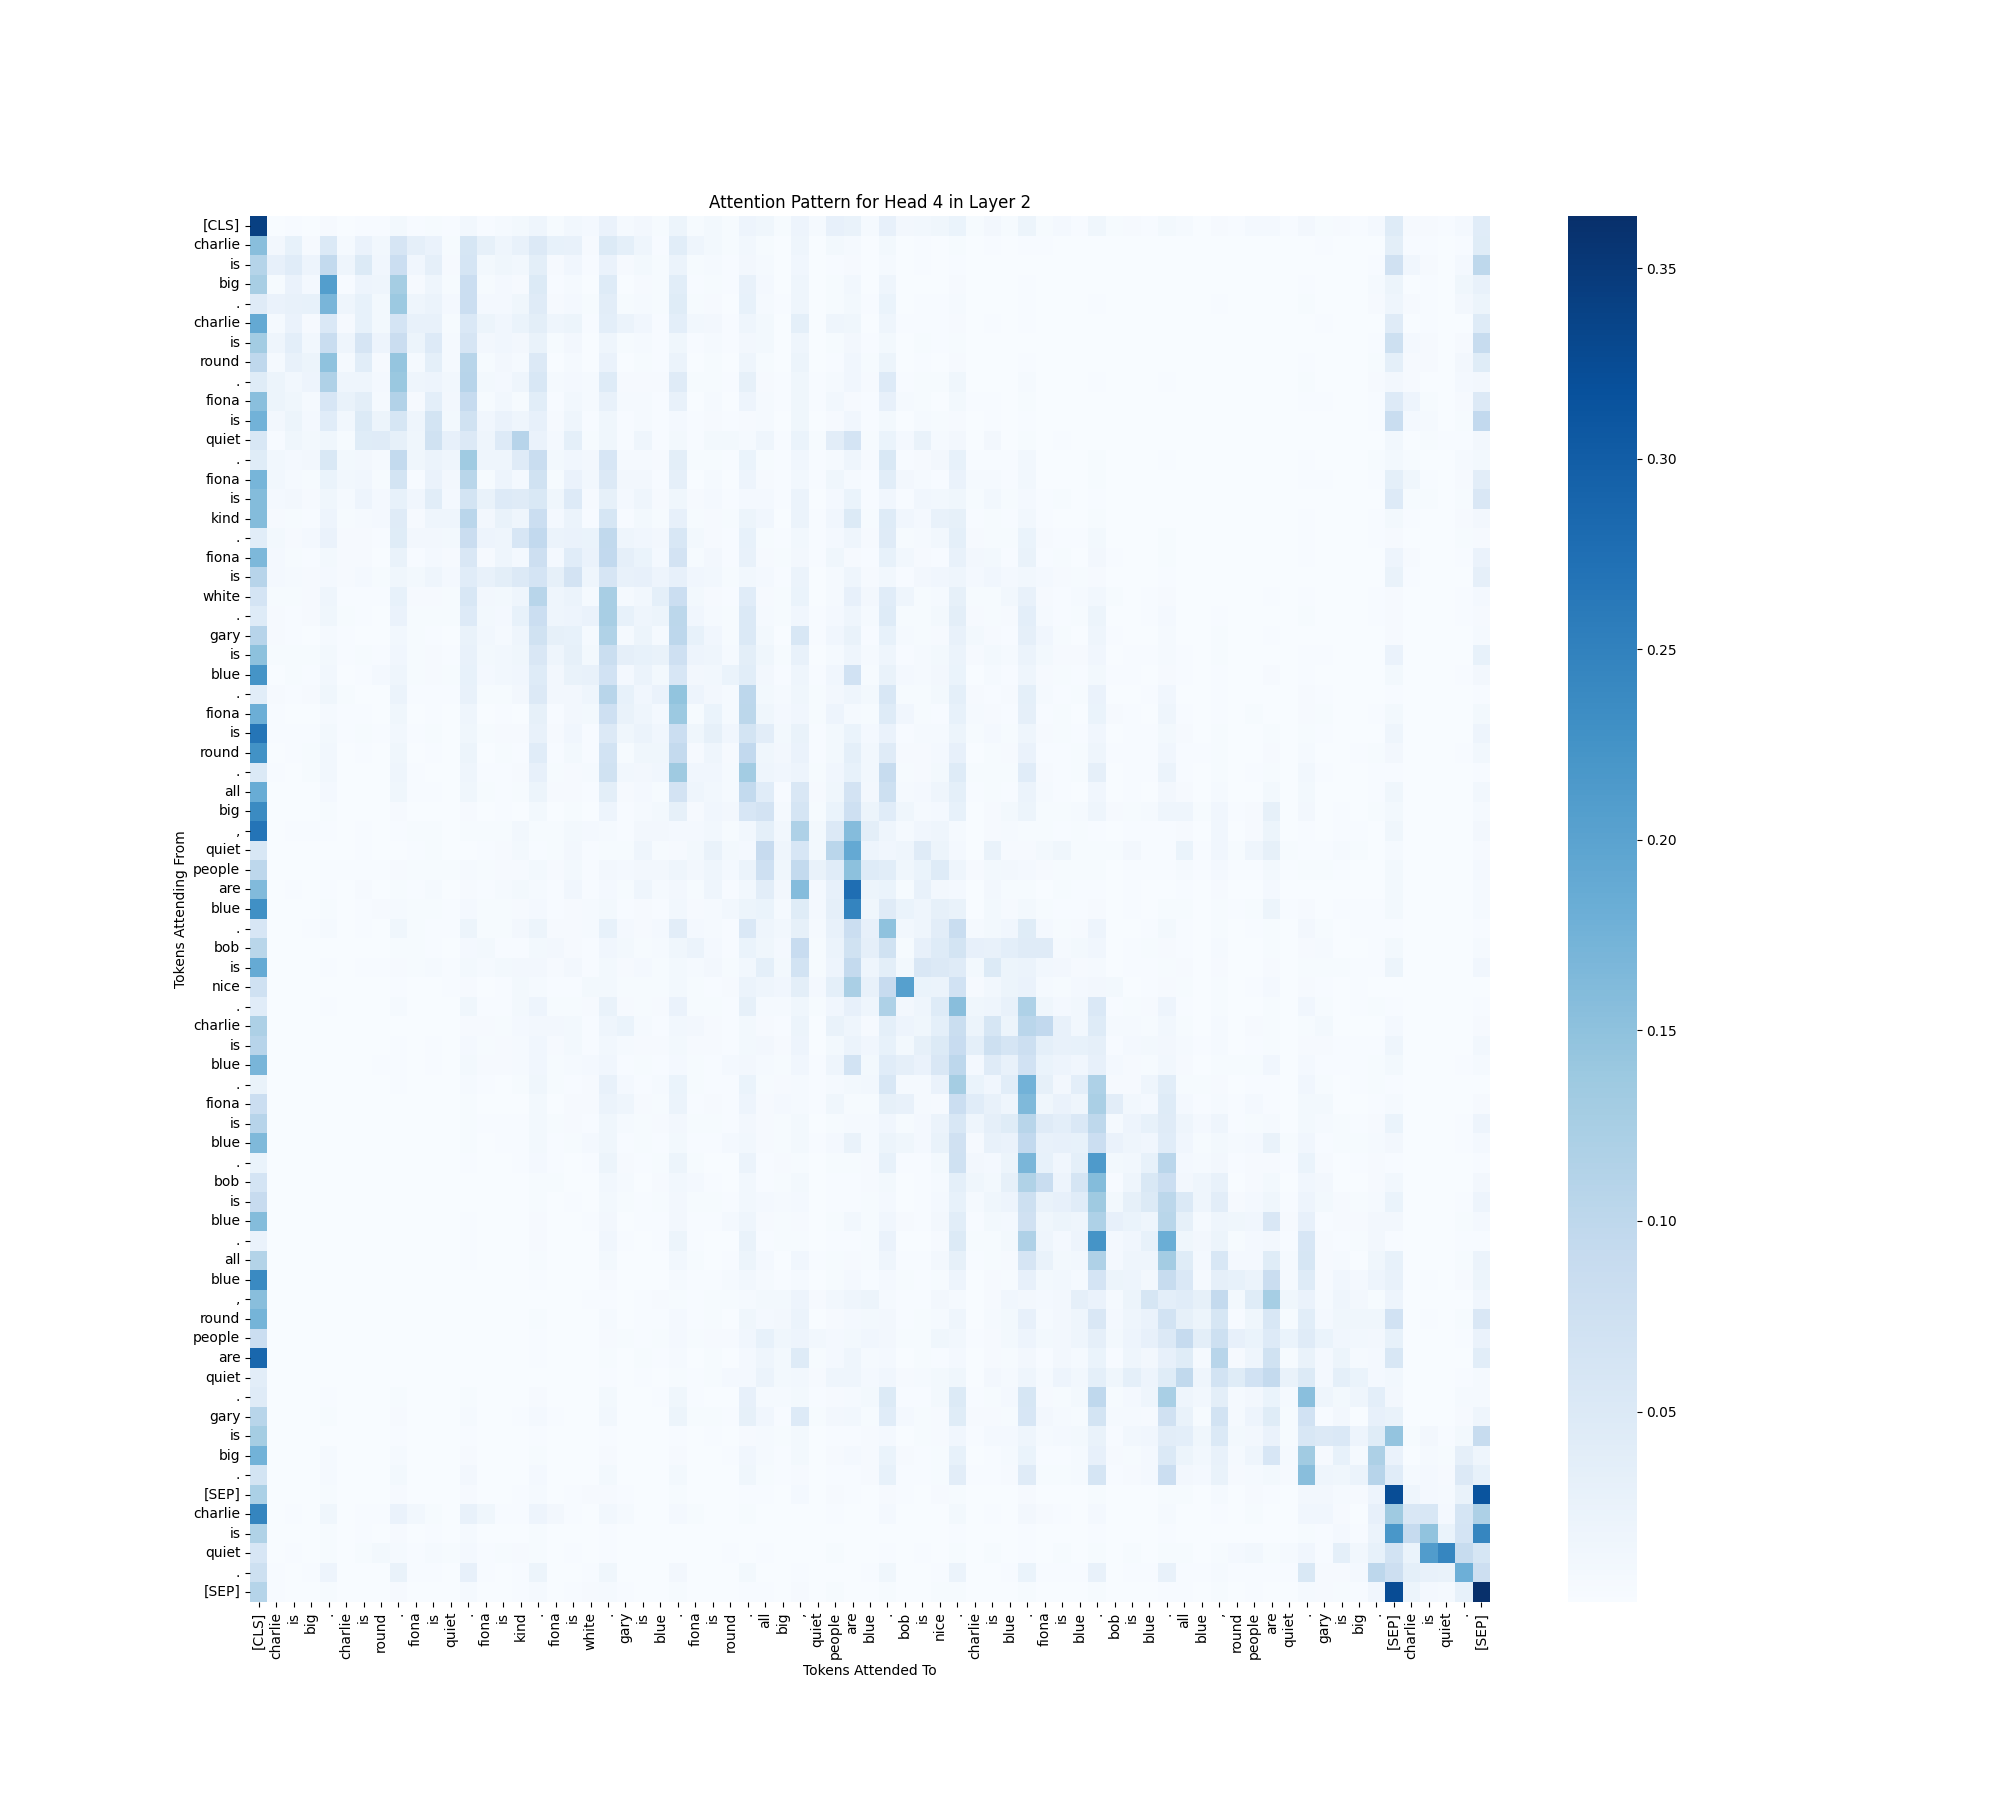 Attention Pattern for Head 4 in Layer 2
[CLS]
charlie
is
big
.
charlie
is
round
.
fiona
is
quiet
.
fiona
is
kind
.
fiona
is
white
.
gary
is
blue
.
fiona
is
round
.
all
big
,
quiet
people
are
blue
.
bob
is
nice
.
charlie
is
blue
.
fiona
is
blue
.
bob
is
blue
.
all
blue
,
round
people
are
quiet
.
gary
is
big
.
[SEP]
charlie
is
quiet
.
[SEP]
Tokens Attending From
[CLS]
charlie
is
big
.
charlie
is
round
.
fiona
is
quiet
.
fiona
is
kind
.
fiona
is
white
.
gary
is
blue
.
fiona
is
round
.
all
big
,
quiet
people
are
blue
.
bob
is
nice
.
charlie
is
blue
.
fiona
is
blue
.
bob
is
blue
.
all
blue
,
round
people
are
quiet
.
gary
is
big
.
[SEP]
charlie
is
quiet
.
[SEP]
Tokens Attended To
0.35
0.30
0.25
0.20
0.15
0.10
0.05